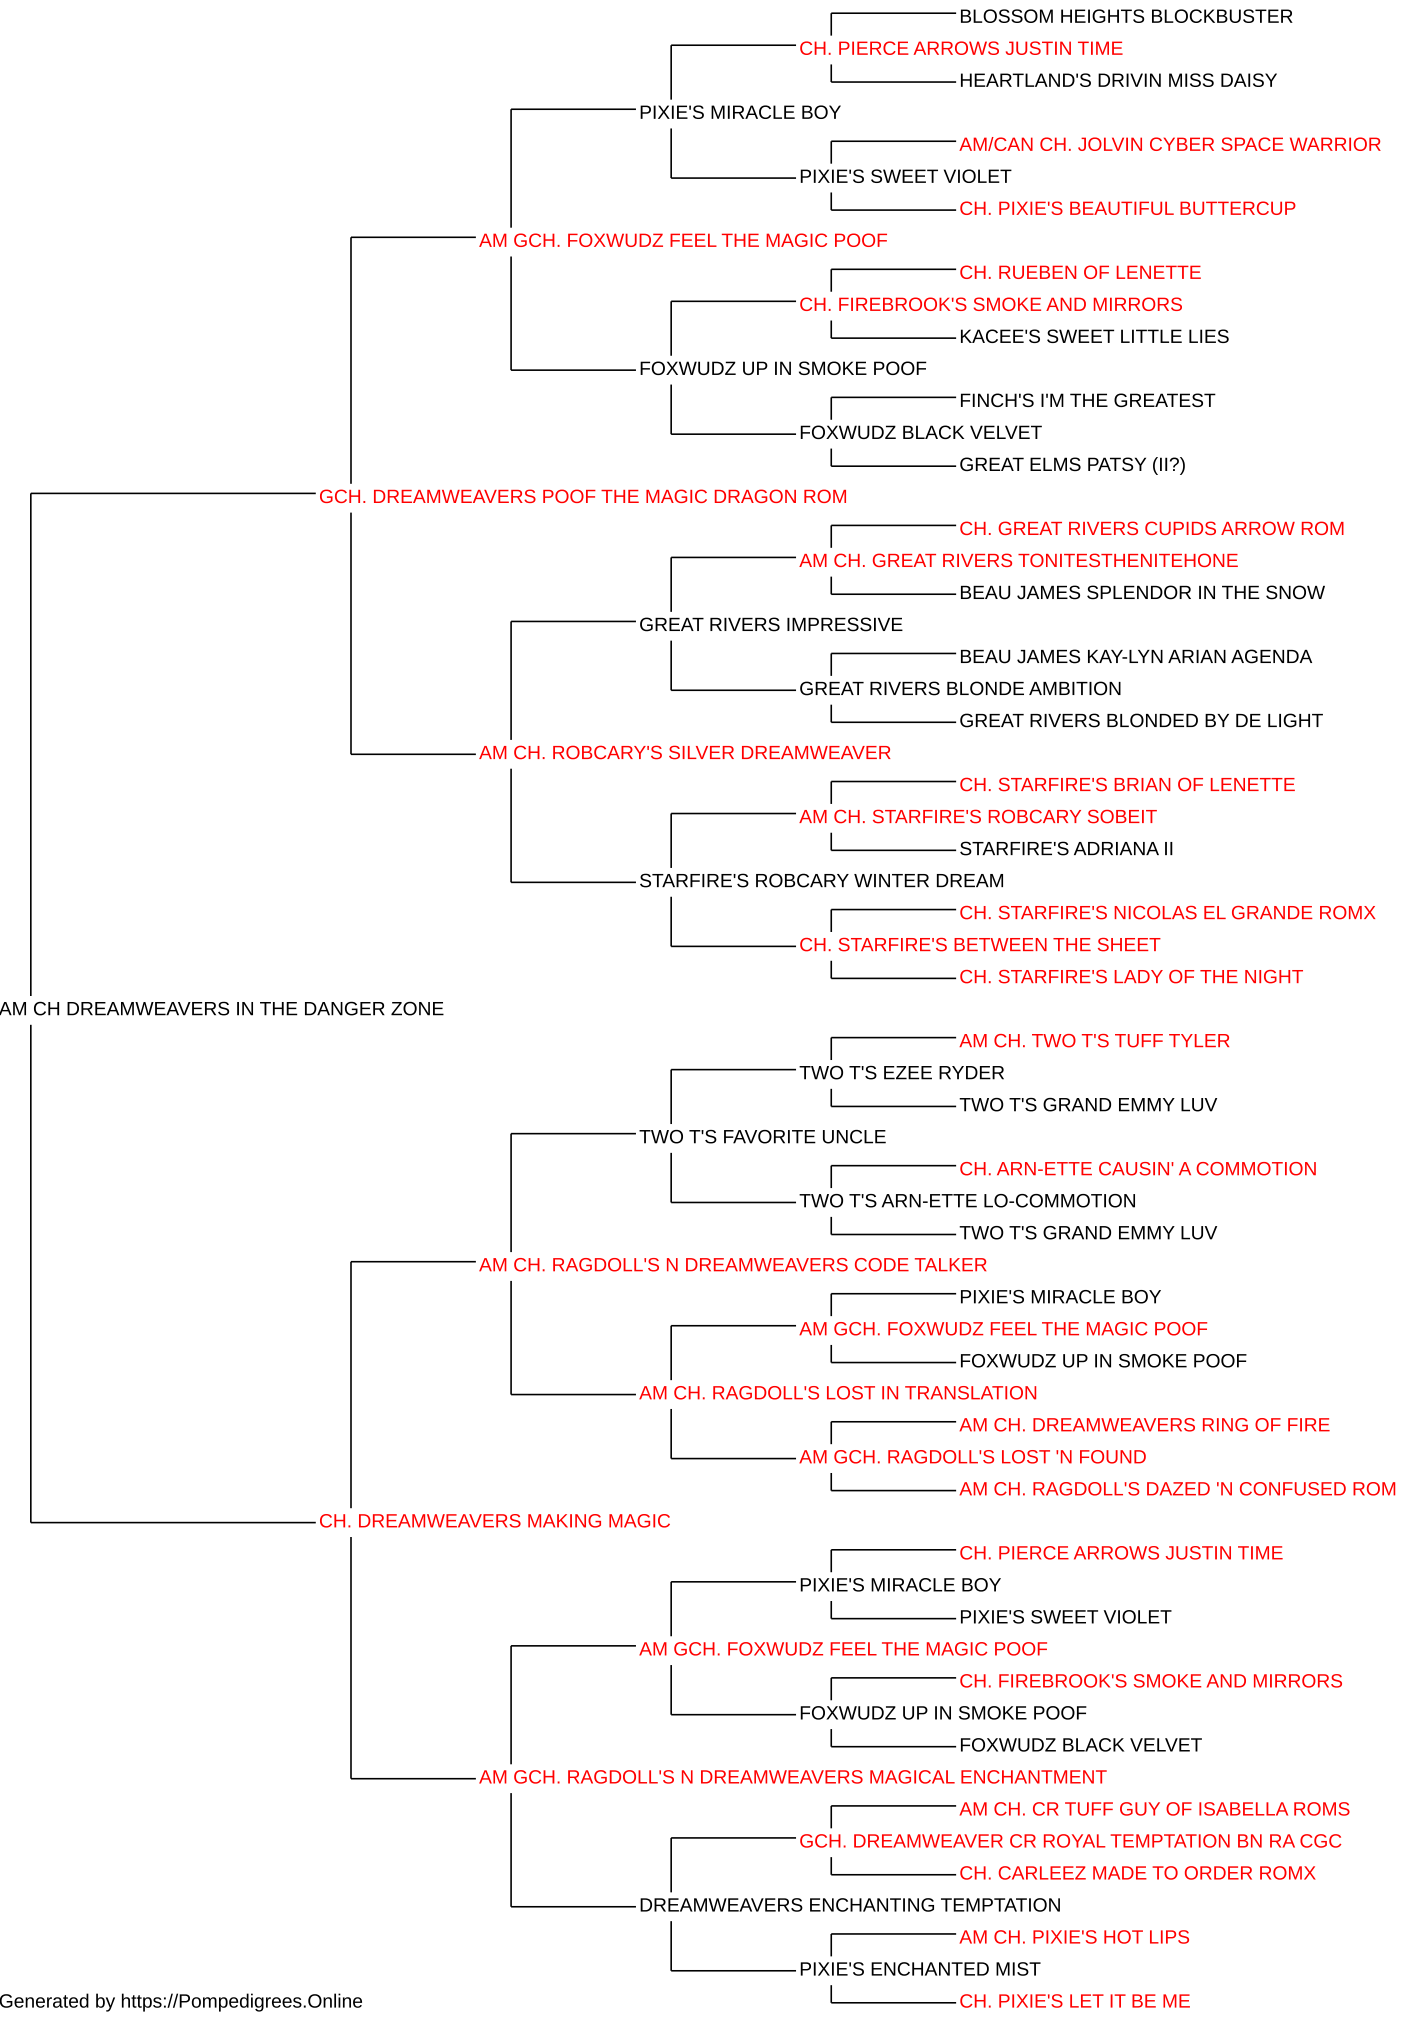 BLOSSOM HEIGHTS BLOCKBUSTER
CH. PIERCE ARROWS JUSTIN TIME
HEARTLAND'S DRIVIN MISS DAISY
PIXIE'S MIRACLE BOY
AM/CAN CH. JOLVIN CYBER SPACE WARRIOR
PIXIE'S SWEET VIOLET
CH. PIXIE'S BEAUTIFUL BUTTERCUP
AM GCH. FOXWUDZ FEEL THE MAGIC POOF
CH. RUEBEN OF LENETTE
CH. FIREBROOK'S SMOKE AND MIRRORS
KACEE'S SWEET LITTLE LIES
FOXWUDZ UP IN SMOKE POOF
FINCH'S I'M THE GREATEST
FOXWUDZ BLACK VELVET
GREAT ELMS PATSY (II?)
GCH. DREAMWEAVERS POOF THE MAGIC DRAGON ROM
CH. GREAT RIVERS CUPIDS ARROW ROM
AM CH. GREAT RIVERS TONITESTHENITEHONE
BEAU JAMES SPLENDOR IN THE SNOW
GREAT RIVERS IMPRESSIVE
BEAU JAMES KAY-LYN ARIAN AGENDA
GREAT RIVERS BLONDE AMBITION
GREAT RIVERS BLONDED BY DE LIGHT
AM CH. ROBCARY'S SILVER DREAMWEAVER
CH. STARFIRE'S BRIAN OF LENETTE
AM CH. STARFIRE'S ROBCARY SOBEIT
STARFIRE'S ADRIANA II
STARFIRE'S ROBCARY WINTER DREAM
CH. STARFIRE'S NICOLAS EL GRANDE ROMX
CH. STARFIRE'S BETWEEN THE SHEET
CH. STARFIRE'S LADY OF THE NIGHT
AM CH DREAMWEAVERS IN THE DANGER ZONE
AM CH. TWO T'S TUFF TYLER
TWO T'S EZEE RYDER
TWO T'S GRAND EMMY LUV
TWO T'S FAVORITE UNCLE
CH. ARN-ETTE CAUSIN' A COMMOTION
TWO T'S ARN-ETTE LO-COMMOTION
TWO T'S GRAND EMMY LUV
AM CH. RAGDOLL'S N DREAMWEAVERS CODE TALKER
PIXIE'S MIRACLE BOY
AM GCH. FOXWUDZ FEEL THE MAGIC POOF
FOXWUDZ UP IN SMOKE POOF
AM CH. RAGDOLL'S LOST IN TRANSLATION
AM CH. DREAMWEAVERS RING OF FIRE
AM GCH. RAGDOLL'S LOST 'N FOUND
AM CH. RAGDOLL'S DAZED 'N CONFUSED ROM
CH. DREAMWEAVERS MAKING MAGIC
CH. PIERCE ARROWS JUSTIN TIME
PIXIE'S MIRACLE BOY
PIXIE'S SWEET VIOLET
AM GCH. FOXWUDZ FEEL THE MAGIC POOF
CH. FIREBROOK'S SMOKE AND MIRRORS
FOXWUDZ UP IN SMOKE POOF
FOXWUDZ BLACK VELVET
AM GCH. RAGDOLL'S N DREAMWEAVERS MAGICAL ENCHANTMENT
AM CH. CR TUFF GUY OF ISABELLA ROMS
GCH. DREAMWEAVER CR ROYAL TEMPTATION BN RA CGC
CH. CARLEEZ MADE TO ORDER ROMX
DREAMWEAVERS ENCHANTING TEMPTATION
AM CH. PIXIE'S HOT LIPS
PIXIE'S ENCHANTED MIST
CH. PIXIE'S LET IT BE ME
Generated by https://Pompedigrees.Online